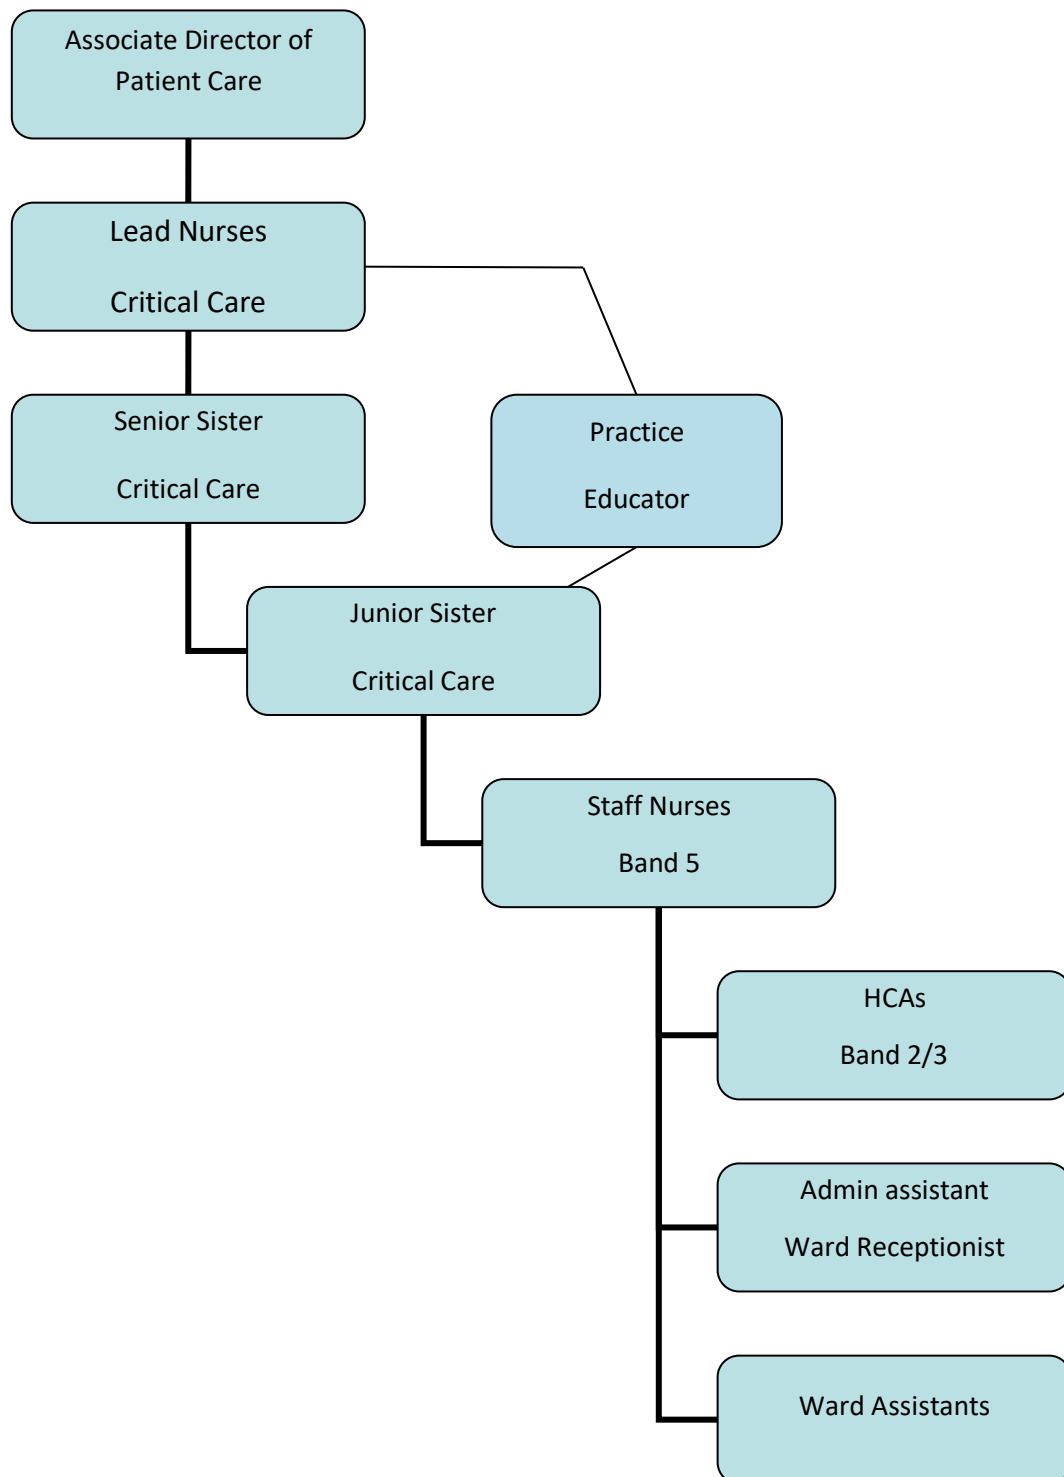 Associate Director of
Patient Care
Lead Nurses
Critical Care
Senior Sister
Critical Care
Practice
Educator
Junior Sister
Critical Care
Staff Nurses
Band 5
HCAs
Band 2/3
Admin assistant
Ward Receptionist
Ward Assistants